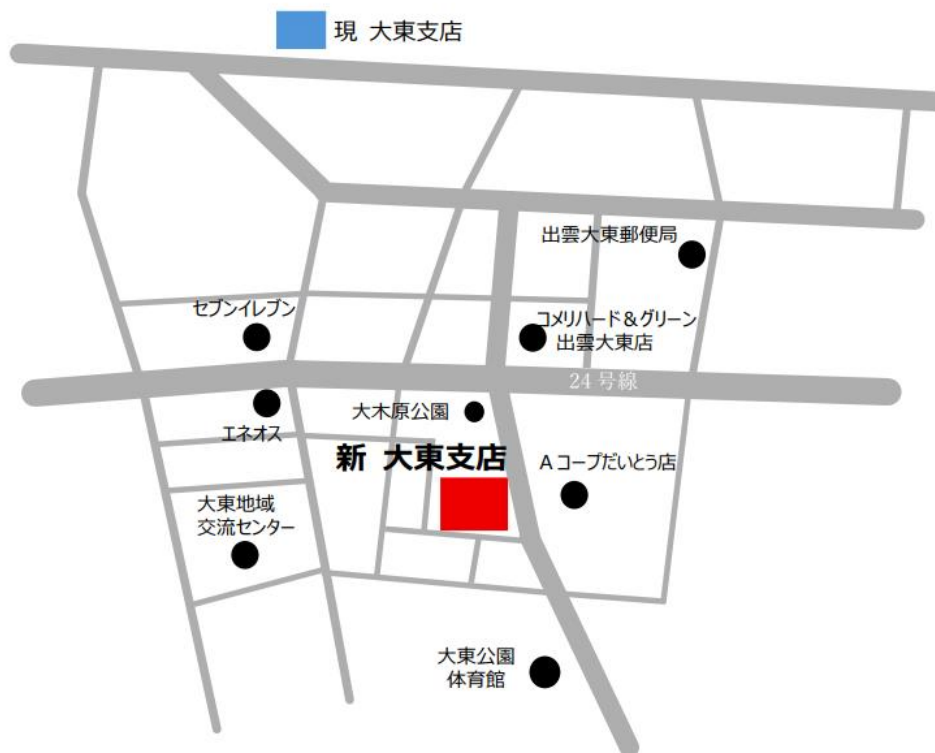 現 大東支店
出雲大東郵便局
セブンイレブン
コメリハード＆グリーン
出雲大東店
24号線
大木原公園
エネオス
新 大東支店
Aコープだいとう店
大東地域
交流センター
大東公園
体育館